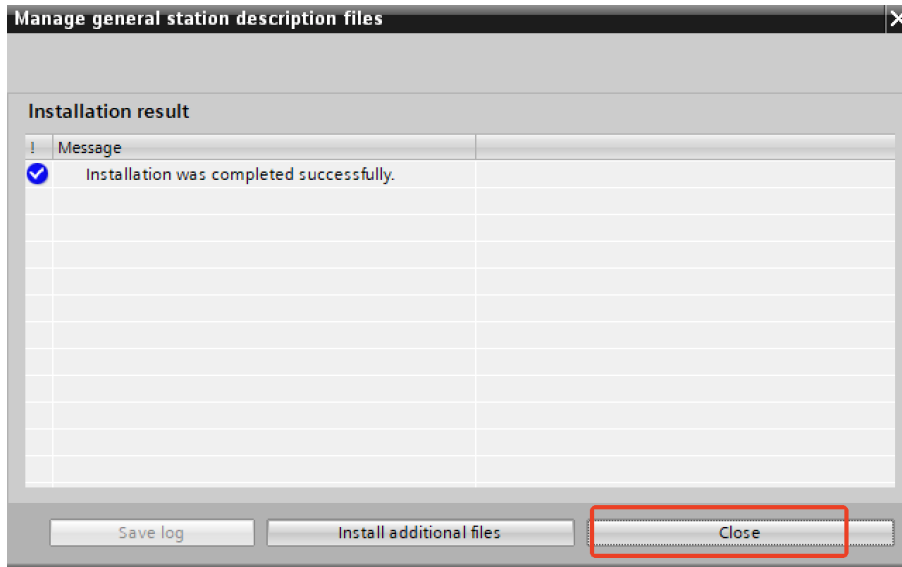 Manage general station description files
Installation result
! Message
Installation was completed successfully.
Save log Install additional files Close